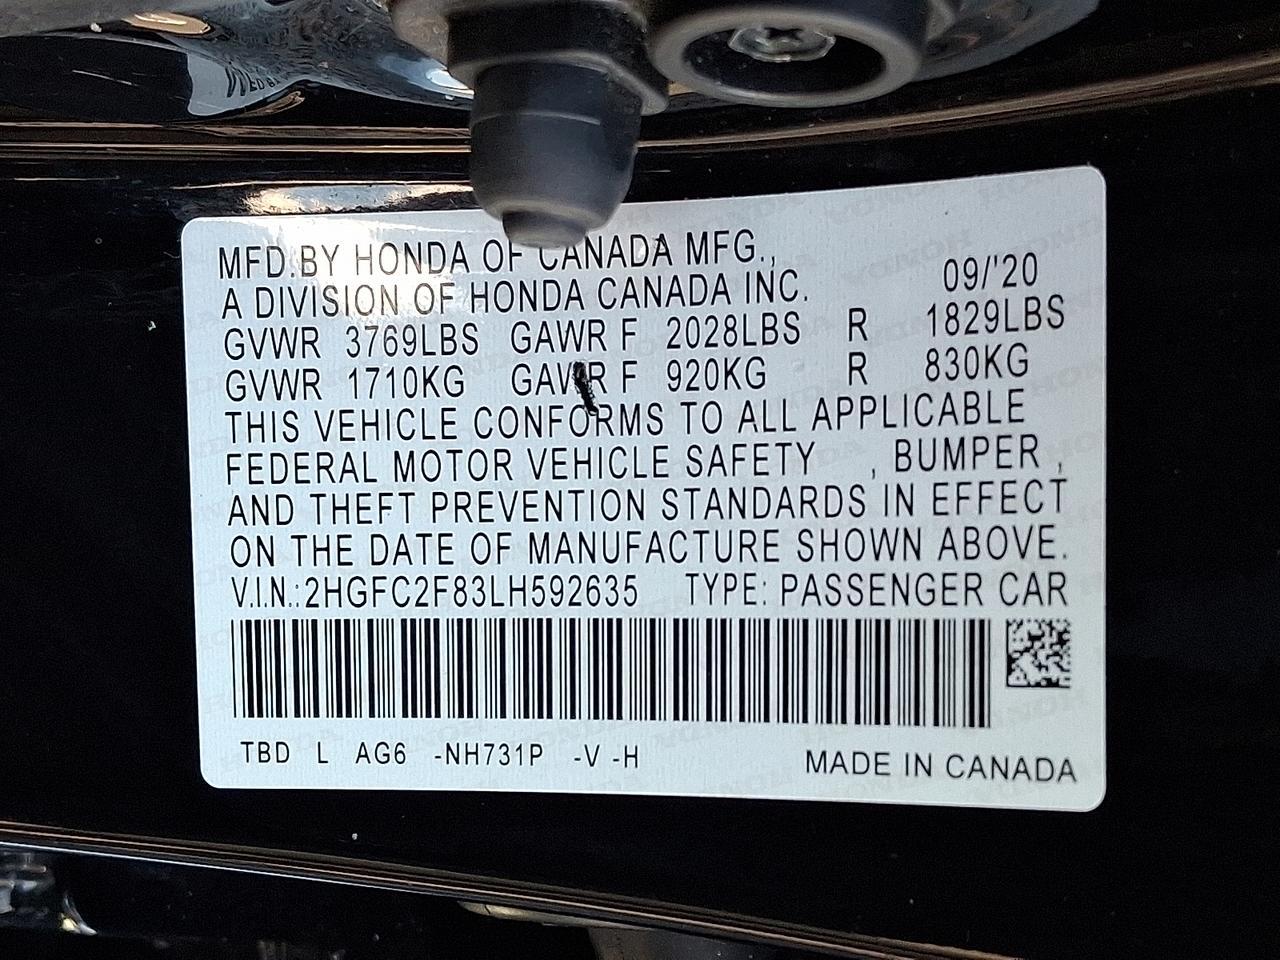 MFD.BY HONDA OF CANADA MFG.,
A DIVISION OF HONDA CANADA INC. 09/'20
GVWR 3769LBS GAWR F 2028LBS R 1829LBS
GVWR 1710KG GAWR F 920KG R 830KG
THIS VEHICLE CONFORMS TO ALL APPLICABLE
FEDERAL MOTOR VEHICLE SAFETY , BUMPER ,
AND THEFT PREVENTION STANDARDS IN EFFECT
ON THE DATE OF MANUFACTURE SHOWN ABOVE.
V.I.N.:2HGFC2F83LH592635 TYPE: PASSENGER CAR
TBD L AG6 -NH731P -V -H MADE IN CANADA